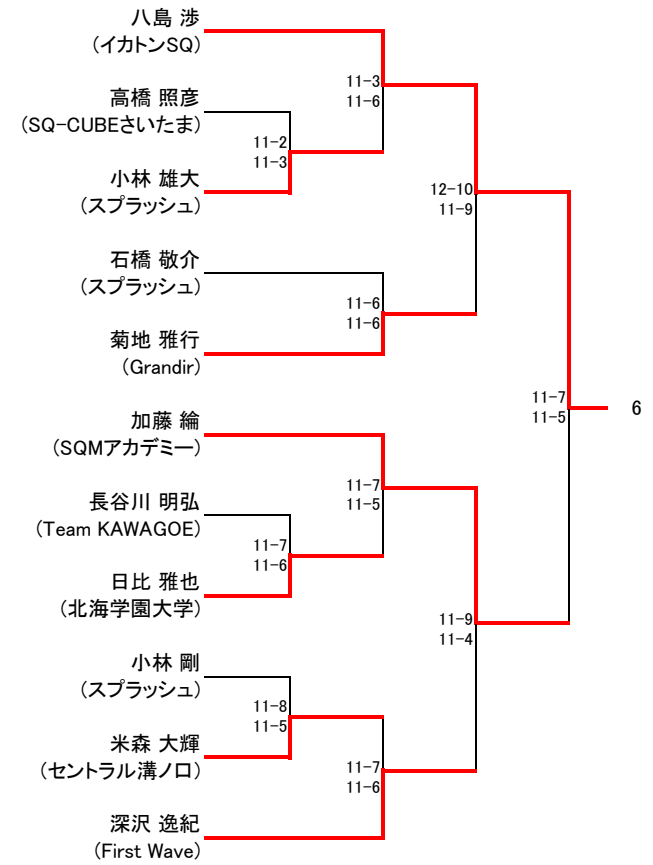 八島 渉
(イカトンSQ)
11-3
11-6
高橋 照彦
(SQ-CUBEさいたま)
11-2
11-3
小林 雄大
(スプラッシュ)
12-10
11-9
石橋 敬介
(スプラッシュ)
11-6
11-6
菊地 雅行
(Grandir)
11-7
11-5
6
加藤 綸
(SQMアカデミー)
11-7
11-5
長谷川 明弘
(Team KAWAGOE)
11-7
11-6
日比 雅也
(北海学園大学)
11-9
11-4
小林 剛
(スプラッシュ)
11-8
11-5
米森 大輝
(セントラル溝ノ口)
11-7
11-6
深沢 逸紀
(First Wave)